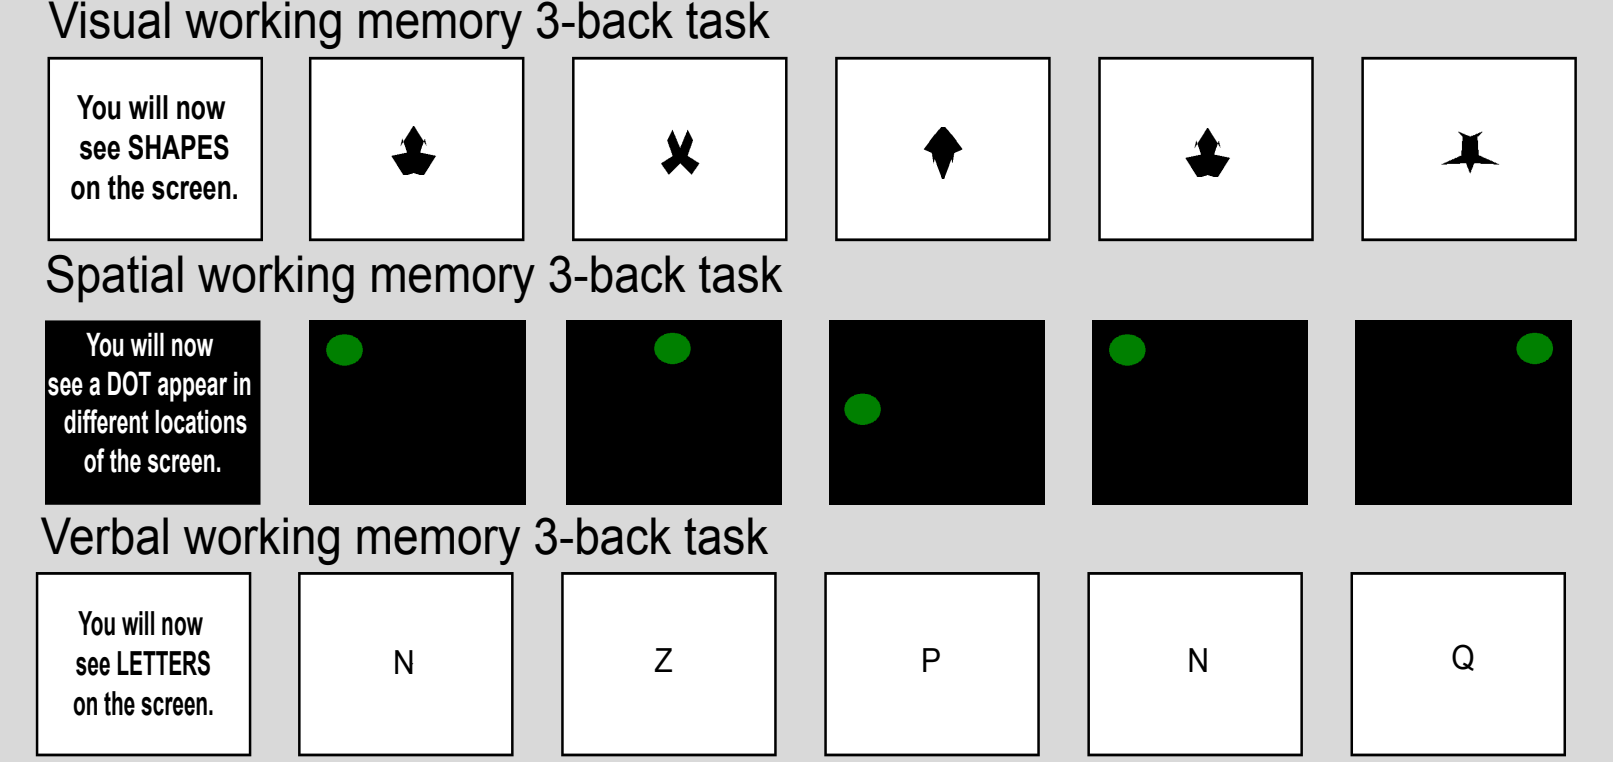 Visual working memory 3-back task
You will now
see SHAPES
on the screen.
Spatial working memory 3-back task
You will now
see a DOT appear in
different locations
of the screen.
Verbal working memory 3-back task
You will now
see LETTERS
on the screen.
N
Z
P
N
Q